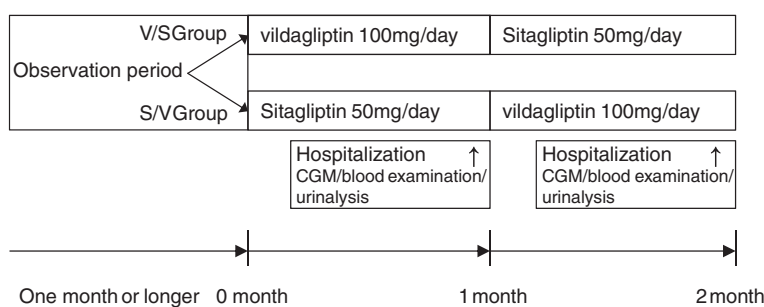 V/SGroup
vildagliptin 100mg/day
Sitagliptin 50mg/day
Observation period
S/VGroup
Sitagliptin 50mg/day
vildagliptin 100mg/day
Hospitalization ↑
CGM/blood examination/
urinalysis
Hospitalization ↑
CGM/blood examination/
urinalysis
One month or longer
0 month
1 month
2 month